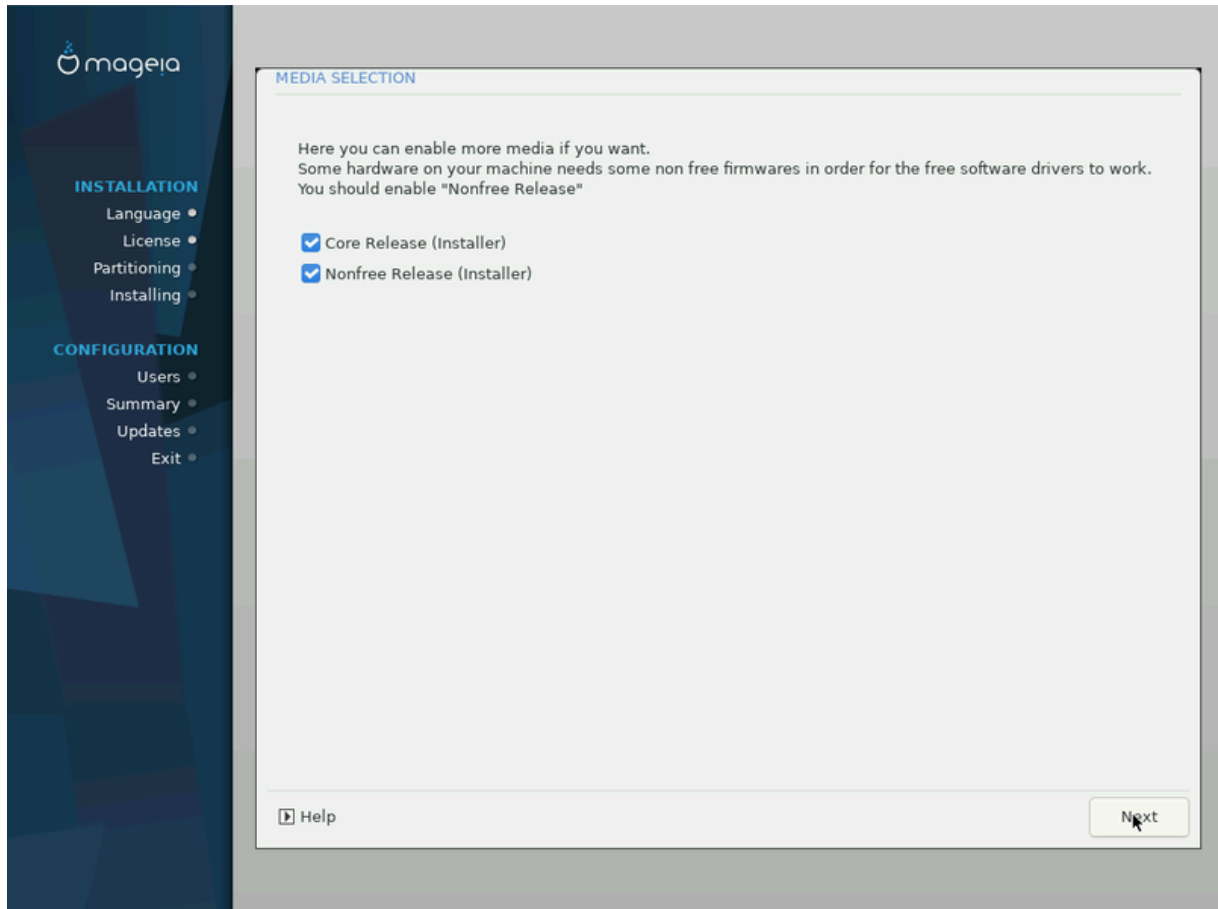 mageia
INSTALLATION
Language
License
Partitioning
Installing
CONFIGURATION
Users
Summary
Updates
Exit
MEDIA SELECTION
Here you can enable more media if you want.
Some hardware on your machine needs some non free firmwares in order for the free software drivers to work.
You should enable "Nonfree Release"
Core Release (Installer)
Nonfree Release (Installer)
Help
Next